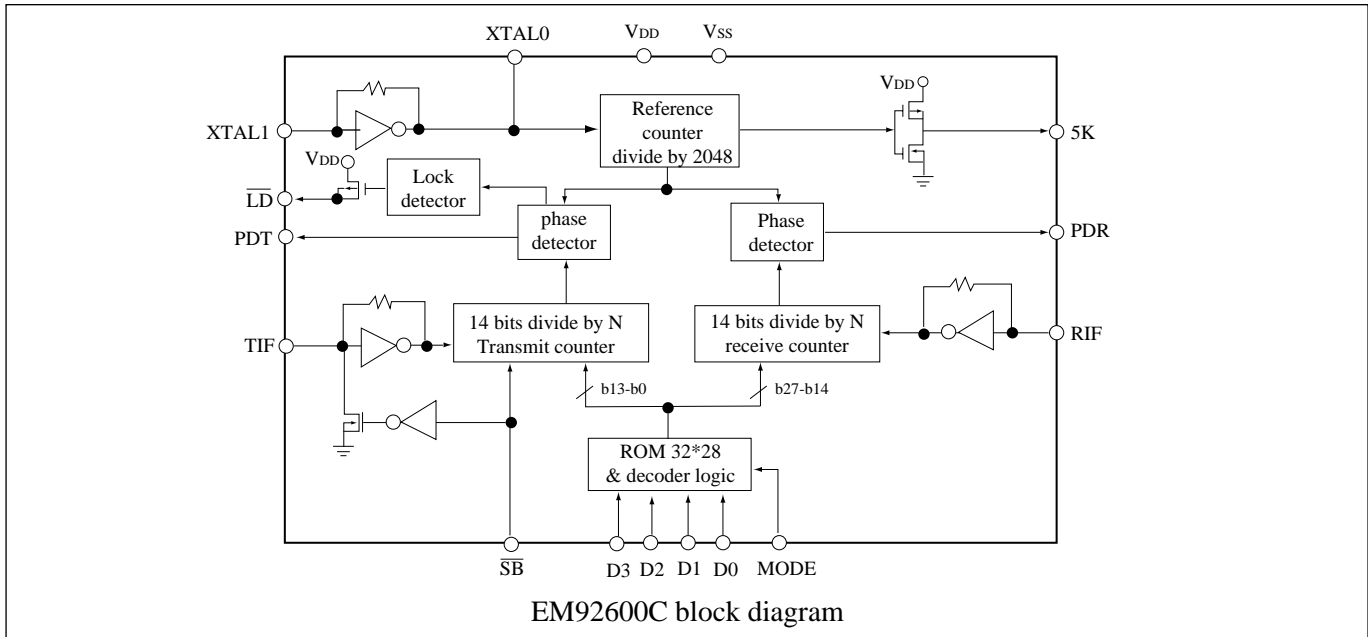 XTAL0
VDD
VSS
XTAL1
Reference
counter
divide by 2048
VDD
5K
VDD
Lock
detector
LD
phase
detector
Phase
detector
PDT
PDR
14 bits divide by N
Transmit counter
14 bits divide by N
receive counter
TIF
RIF
b13-b0
b27-b14
ROM 32*28
& decoder logic
SB
D3
D2
D1
D0
MODE
EM92600C block diagram